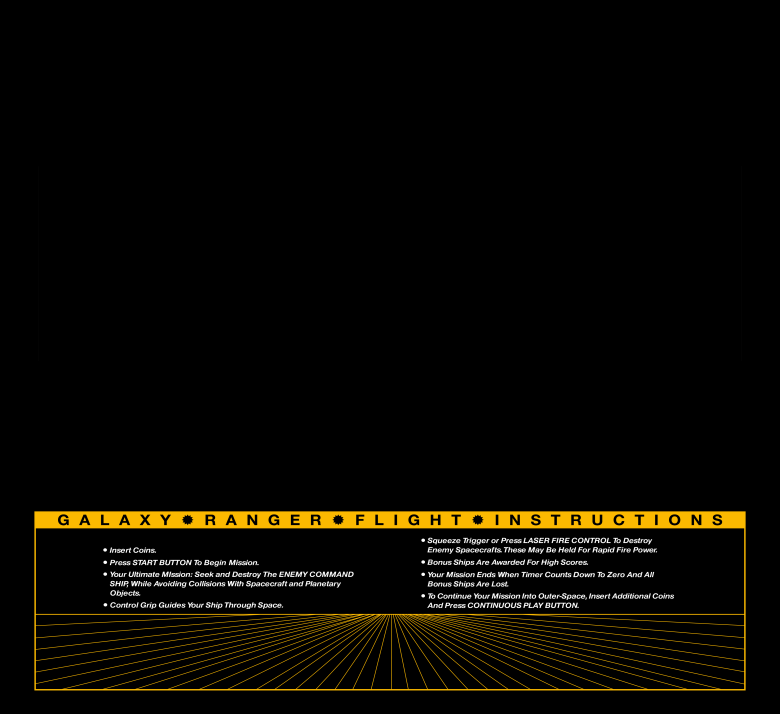 GALAXY✹RANGER✹FLIGHT✹INSTRUCTIONS
• Insert Coins.
• Press START BUTTON To Begin Mission.
• Your Ultimate Mission: Seek and Destroy The ENEMY COMMAND
SHIP, While Avoiding Collisions With Spacecraft and Planetary
Objects.
• Control Grip Guides Your Ship Through Space.
• Squeeze Trigger or Press LASER FIRE CONTROL To Destroy
Enemy Spacecrafts. These May Be Held For Rapid Fire Power.
• Bonus Ships Are Awarded For High Scores.
• Your Mission Ends When Timer Counts Down To Zero And All
Bonus Ships Are Lost.
• To Continue Your Mission Into Outer-Space, Insert Additional Coins
And Press CONTINUOUS PLAY BUTTON.